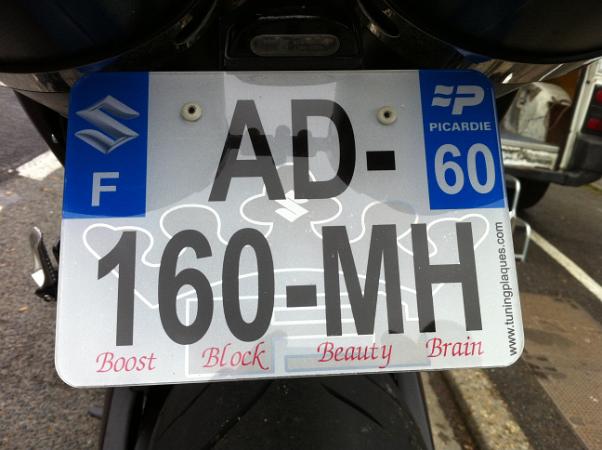 AD-
160-MH
F
PICARDIE
60
Boost Block Beauty Brain
www.tuningplaques.com